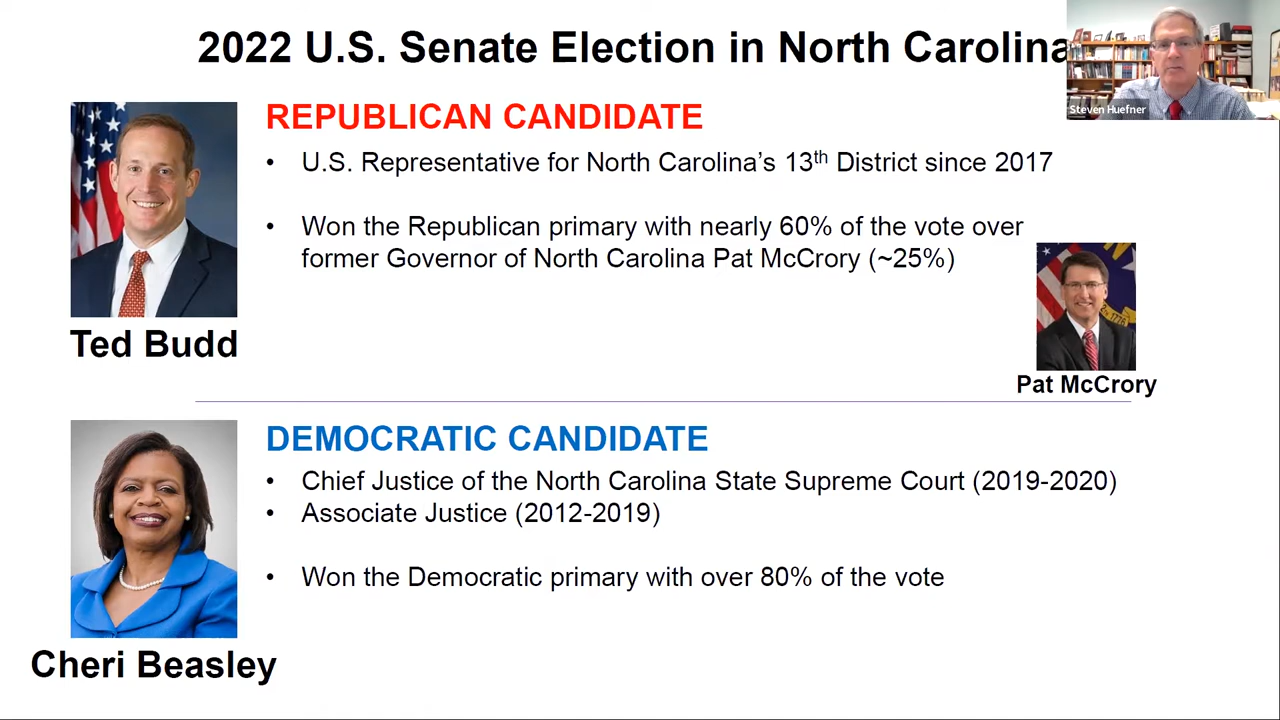 2022 U.S. Senate Election in North Carolina
Steven Huefner
REPUBLICAN CANDIDATE
• U.S. Representative for North Carolina's 13th District since 2017
• Won the Republican primary with nearly 60% of the vote over
former Governor of North Carolina Pat McCrory (~25%)
Ted Budd
Pat McCrory
DEMOCRATIC CANDIDATE
• Chief Justice of the North Carolina State Supreme Court (2019-2020)
• Associate Justice (2012-2019)
• Won the Democratic primary with over 80% of the vote
Cheri Beasley